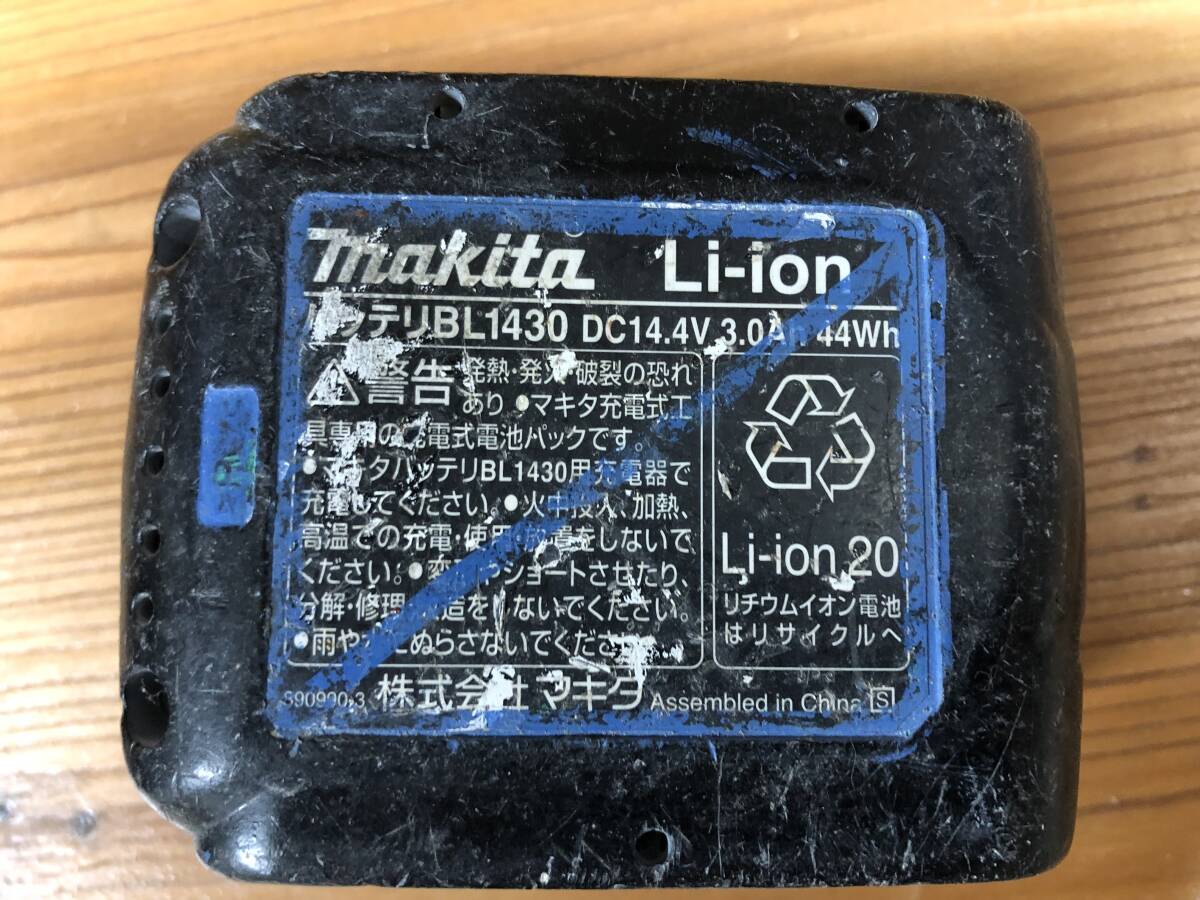 makita Li-ion
バッテリBL1430 DC14.4V 3.0Ah 44Wh
警告 発熱・発火・破裂の恐れ
あり ●マキタ充電式工
具専用の充電式電池パックです。
●マキタバッテリBL1430用充電器で
充電してください。●火中投入、加熱、
高温での充電・使用・放置をしないで
ください。●変形やショートさせたり、
分解・修理・改造をしないでください。
●雨や水にぬらさないでください。
Li-ion 20
リチウムイオン電池
はリサイクルへ
株式会社マキタ Assembled in China S